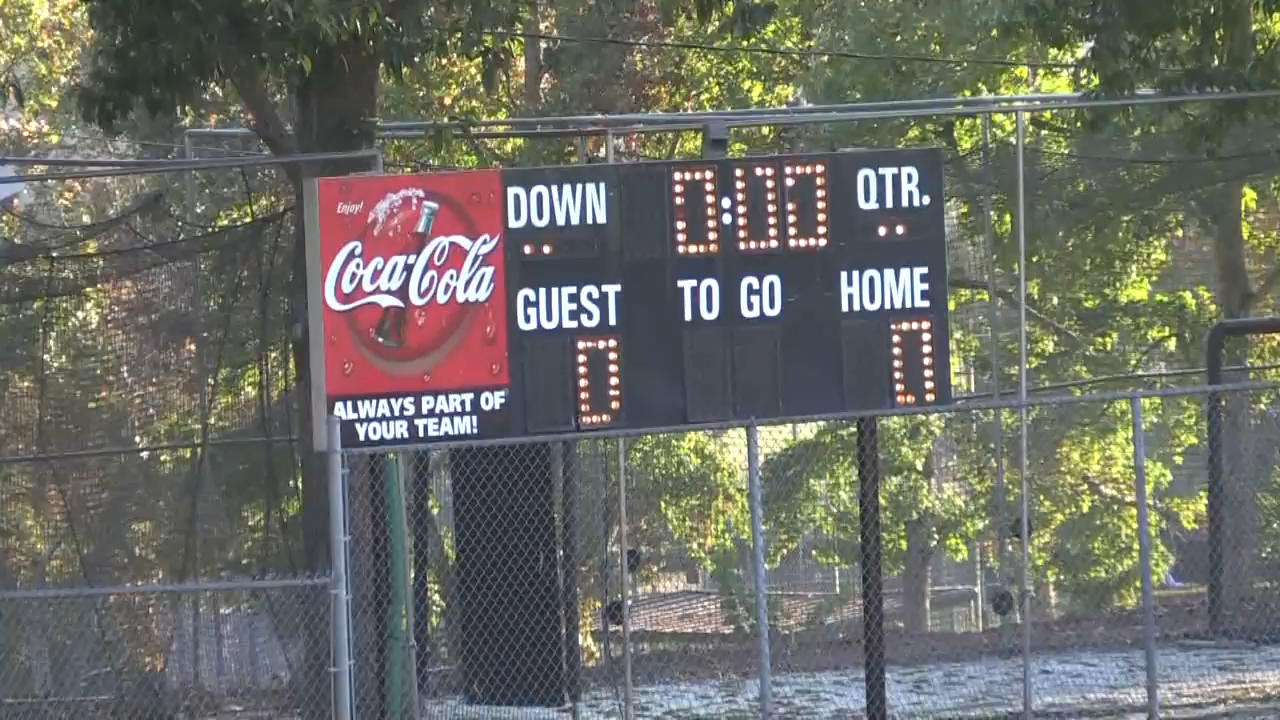 Enjoy!
Coca-Cola
ALWAYS PART OF
YOUR TEAM!
DOWN 0:00 QTR.
GUEST TO GO HOME
0 0